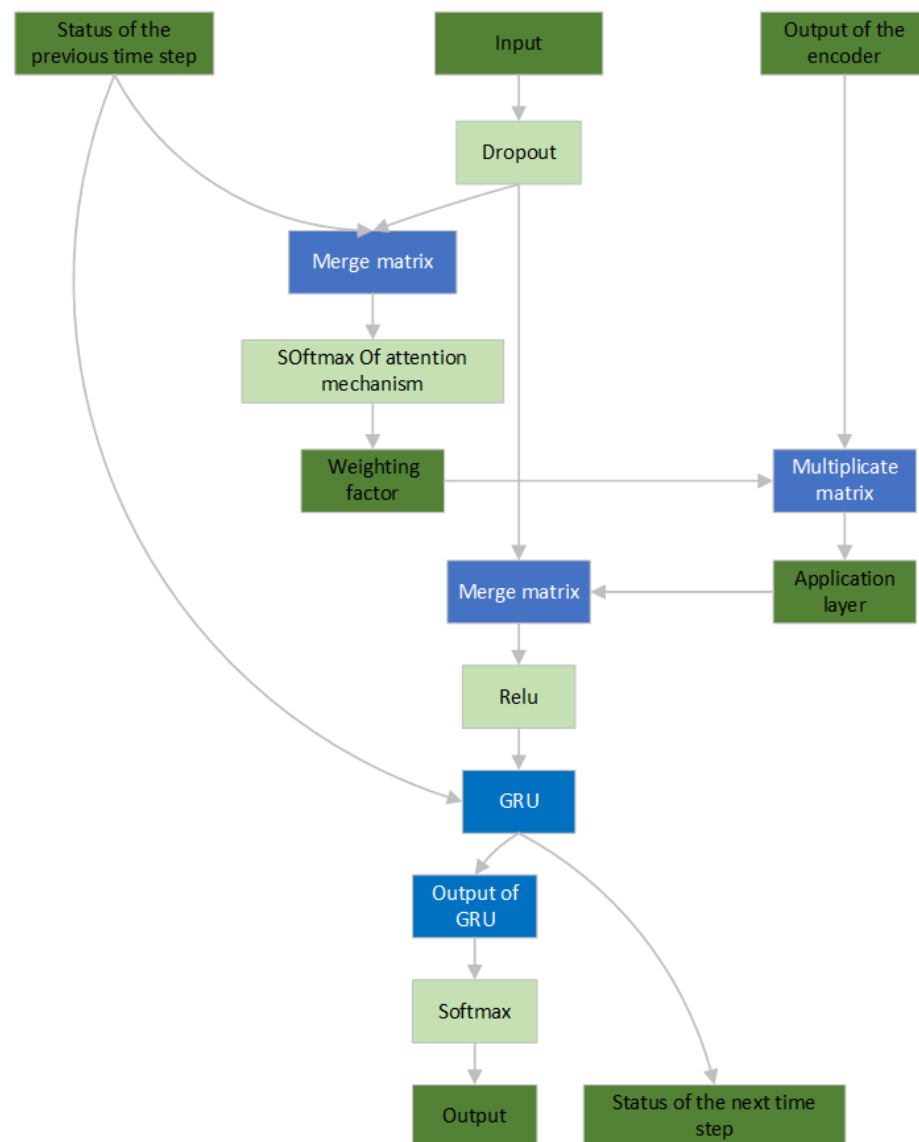 Status of the
previous time step
Input
Output of the
encoder
Dropout
Merge matrix
SOftmax Of attention
mechanism
Weighting
factor
Multiplicate
matrix
Merge matrix
Application
layer
Relu
GRU
Output of
GRU
Softmax
Output
Status of the next time
step